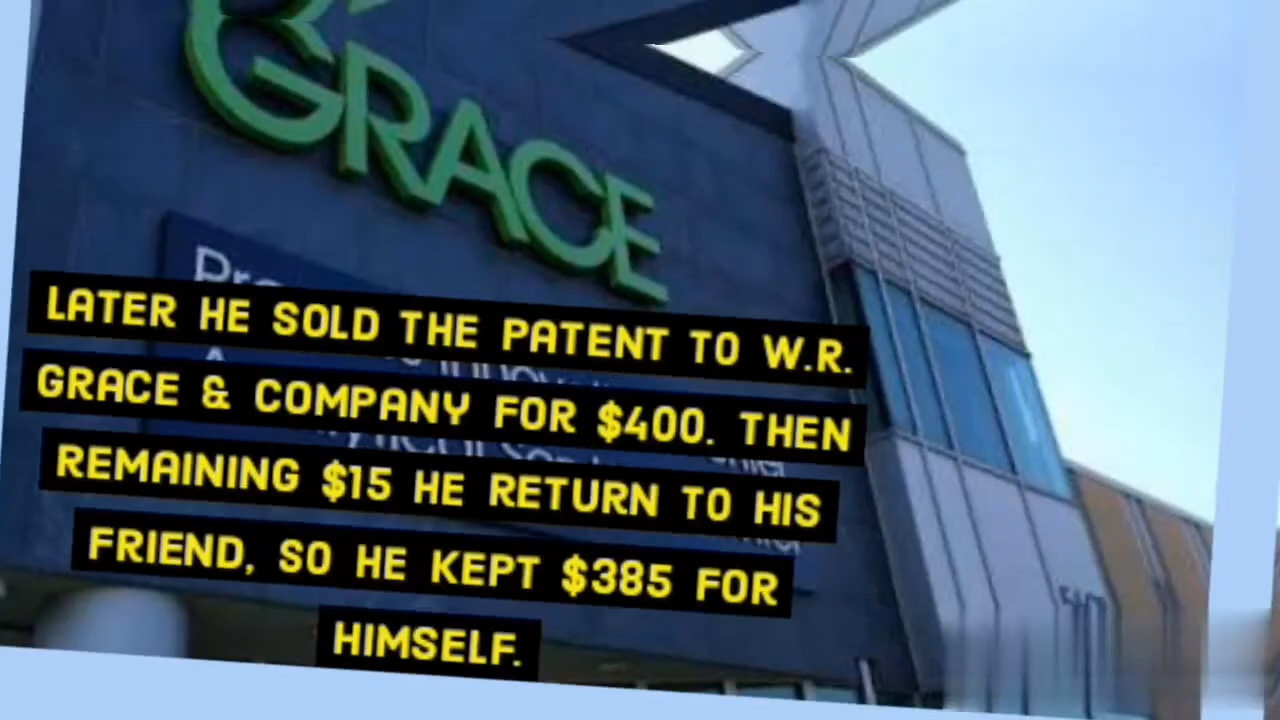 GRACE
LATER HE SOLD THE PATENT TO W.R.
GRACE & COMPANY FOR $400. THEN
REMAINING $15 HE RETURN TO HIS
FRIEND, SO HE KEPT $385 FOR
HIMSELF.